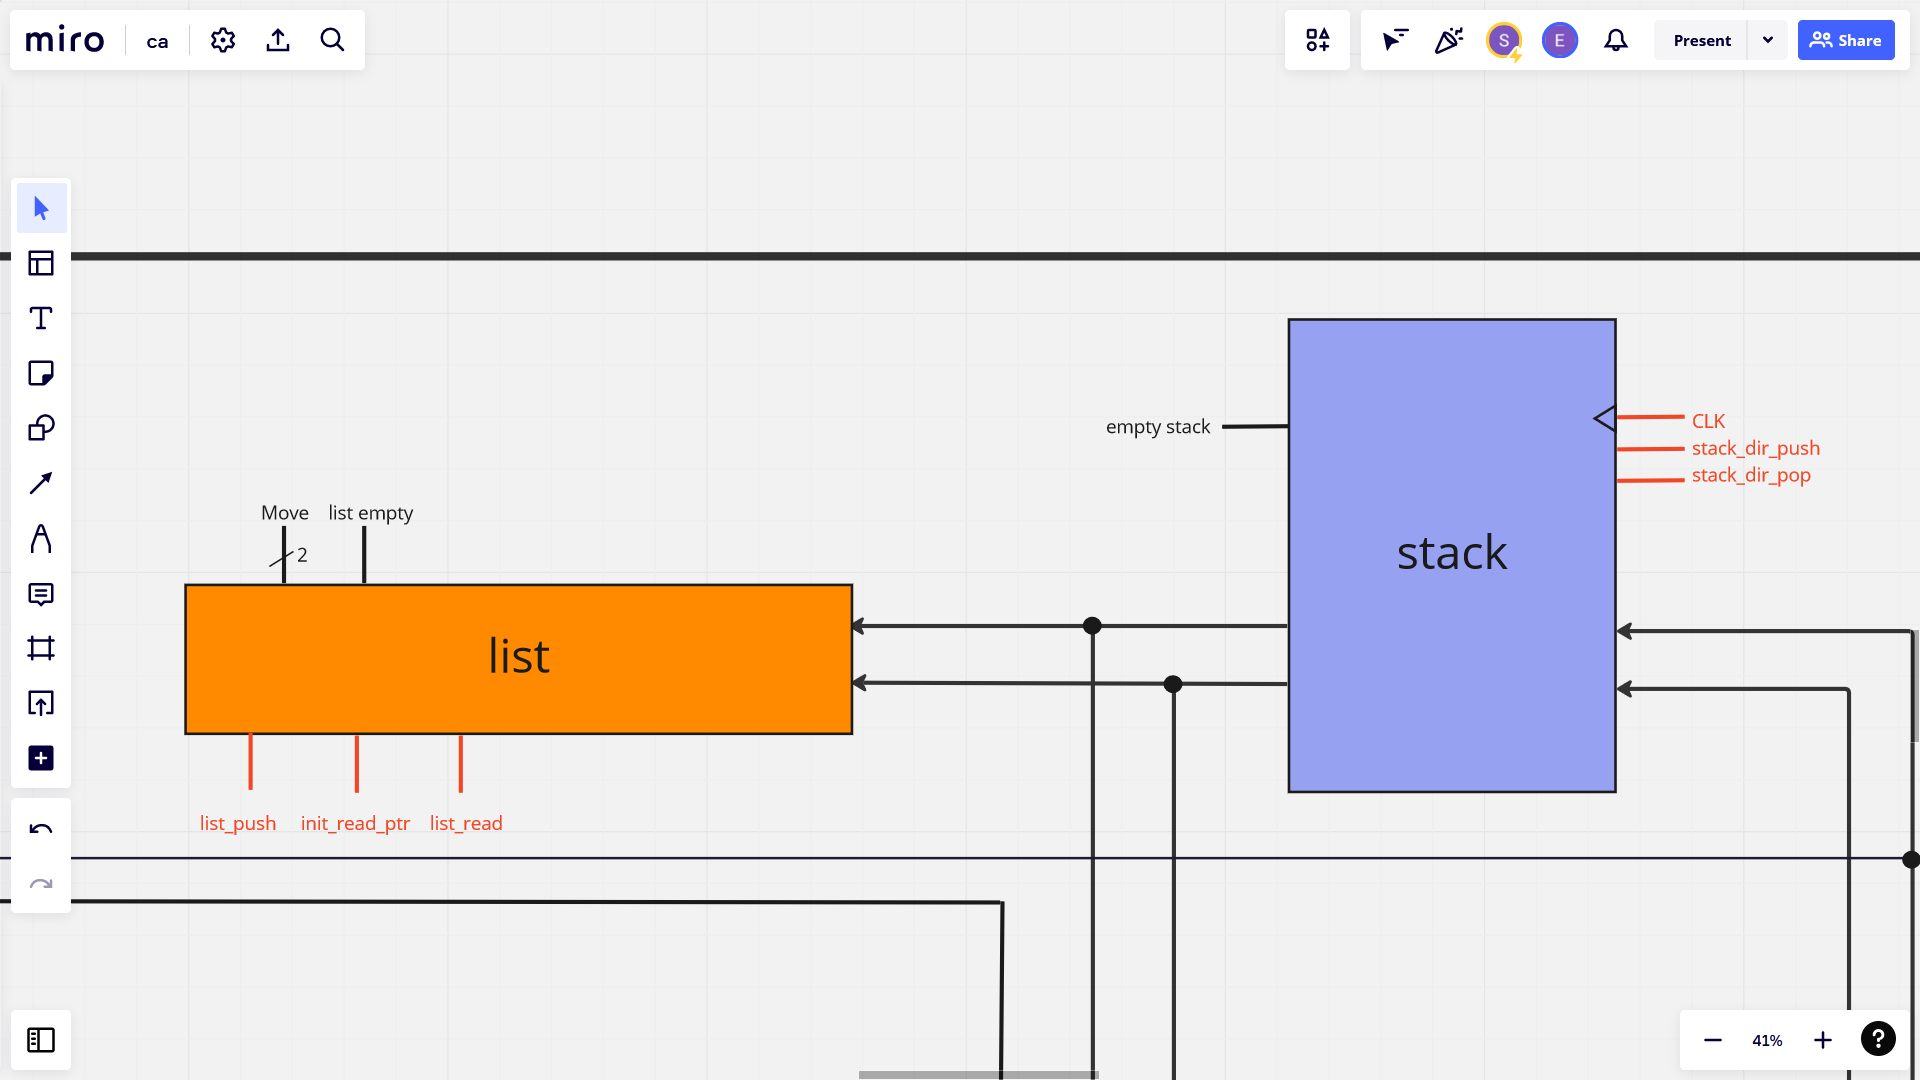 miro
ca
S
E
Present
Share
CLK
empty stack
stack_dir_push
stack_dir_pop
Move
list empty
2
stack
list
list_push
init_read_ptr
list_read
41%
?